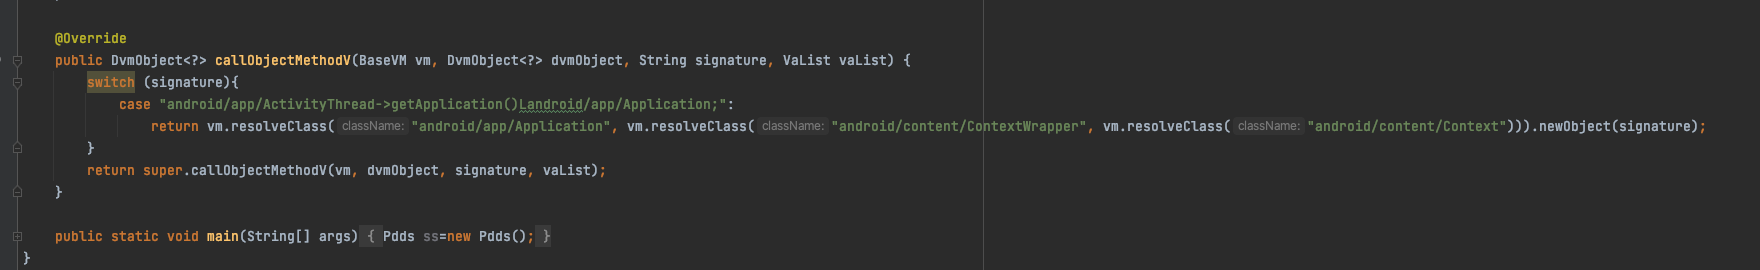 @Override
public DvmObject<?> callObjectMethodV(BaseVM vm, DvmObject<?> dvmObject, String signature, VaList vaList) {
switch (signature){
case "android/app/ActivityThread->getApplication()Landroid/app/Application;":
return vm.resolveClass( className: "android/app/Application", vm.resolveClass( className: "android/content/ContextWrapper", vm.resolveClass( className: "android/content/Context"))).newObject(signature);
}
return super.callObjectMethodV(vm, dvmObject, signature, vaList);
}
public static void main(String[] args) { Pdds ss=new Pdds(); }
}